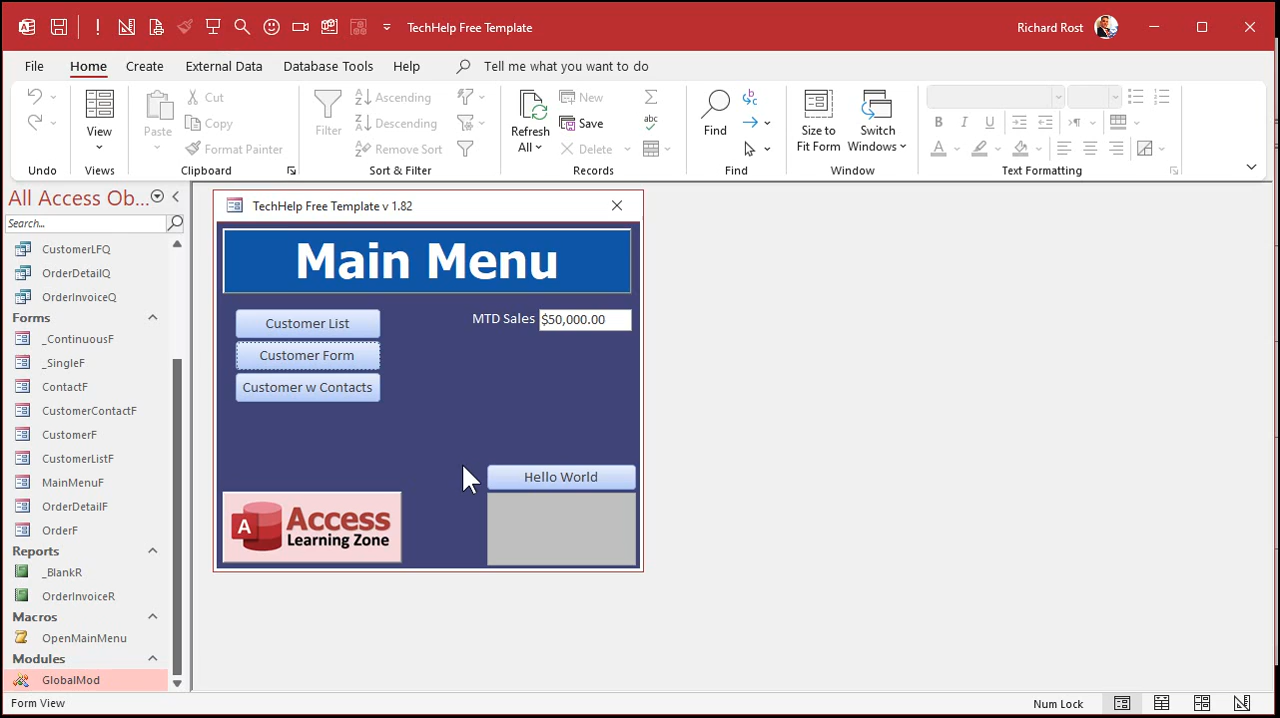 TechHelp Free Template
Richard Rost
File
Home
Create
External Data
Database Tools
Help
Tell me what you want to do
Undo
View
Views
Paste
Cut
Copy
Format Painter
Clipboard
Filter
Ascending
Descending
Remove Sort
Sort & Filter
Refresh
All
New
Save
Delete
Records
Find
Find
Size to
Fit Form
Switch
Windows
Window
B I U
Text Formatting
All Access Ob...
Search...
CustomerLFQ
OrderDetailQ
OrderInvoiceQ
Forms
_ContinuousF
_SingleF
ContactF
CustomerContactF
CustomerF
CustomerListF
MainMenuF
OrderDetailF
OrderF
Reports
_BlankR
OrderInvoiceR
Macros
OpenMainMenu
Modules
GlobalMod
TechHelp Free Template v 1.82
Main Menu
Customer List
Customer Form
Customer w Contacts
MTD Sales $50,000.00
Hello World
A Access
Learning Zone
Form View
Num Lock